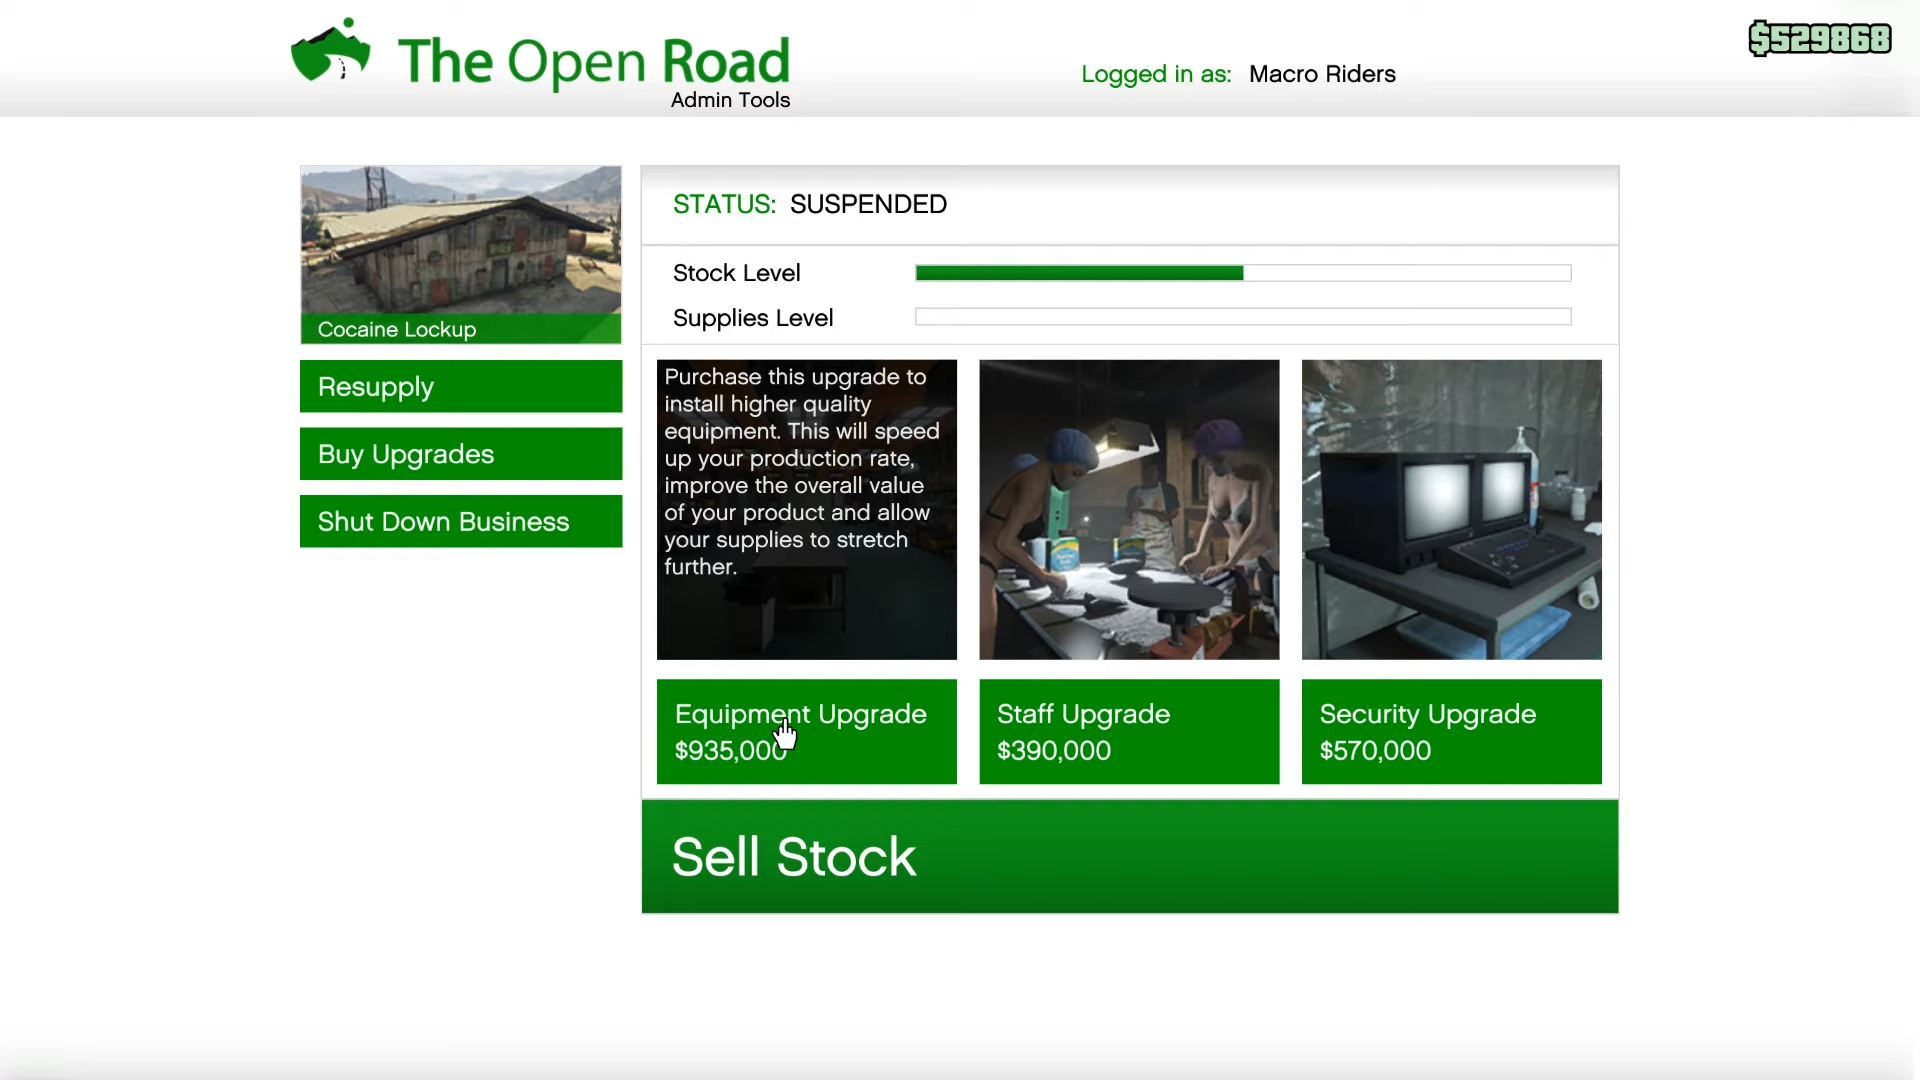 The Open Road
Admin Tools
Logged in as: Macro Riders
$529868
Cocaine Lockup
Resupply
Buy Upgrades
Shut Down Business
STATUS: SUSPENDED
Stock Level
Supplies Level
Purchase this upgrade to
install higher quality
equipment. This will speed
up your production rate,
improve the overall value
of your product and allow
your supplies to stretch
further.
Equipment Upgrade
$935,000
Staff Upgrade
$390,000
Security Upgrade
$570,000
Sell Stock